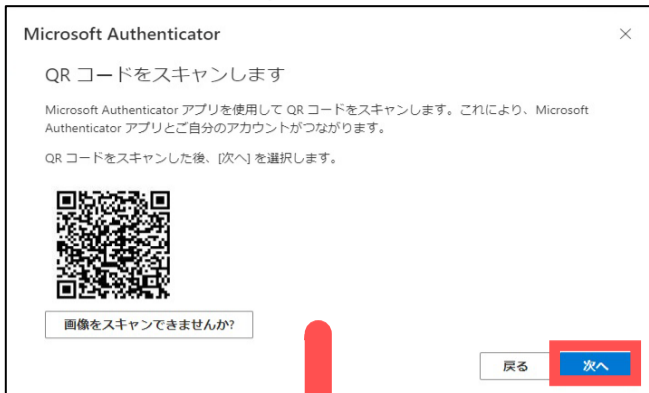 Microsoft Authenticator
QR コードをスキャンします
Microsoft Authenticator アプリを使用して QR コードをスキャンします。これにより、Microsoft
Authenticator アプリとご自分のアカウントがつながります。
QR コードをスキャンした後、[次へ] を選択します。
画像をスキャンできませんか?
戻る
次へ